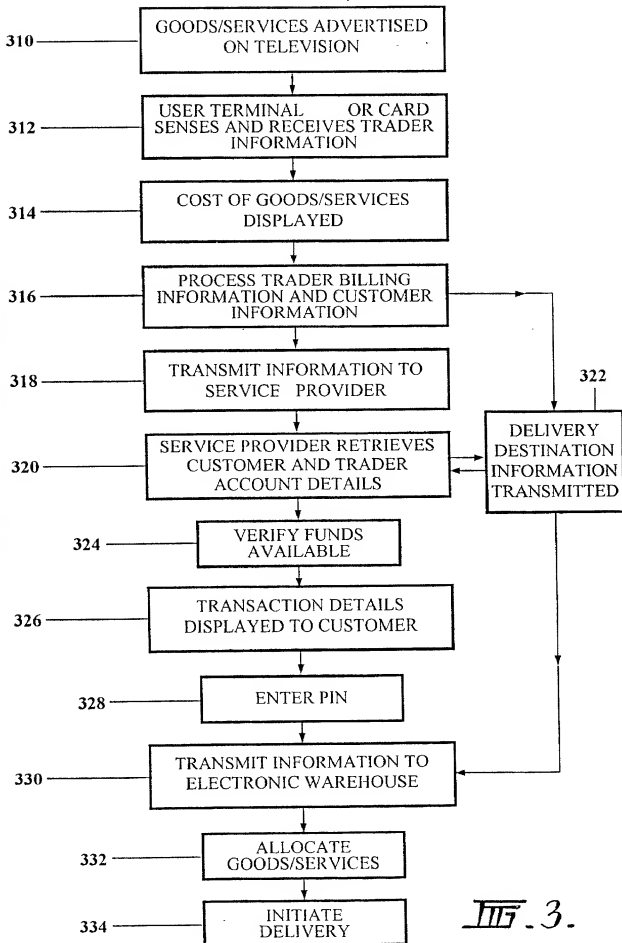 310
GOODS/SERVICES ADVERTISED
ON TELEVISION
312
USER TERMINAL OR CARD
SENSES AND RECEIVES TRADER
INFORMATION
314
COST OF GOODS/SERVICES
DISPLAYED
316
PROCESS TRADER BILLING
INFORMATION AND CUSTOMER
INFORMATION
318
TRANSMIT INFORMATION TO
SERVICE PROVIDER
322
DELIVERY
DESTINATION
INFORMATION
TRANSMITTED
320
SERVICE PROVIDER RETRIEVES
CUSTOMER AND TRADER
ACCOUNT DETAILS
324
VERIFY FUNDS
AVAILABLE
326
TRANSACTION DETAILS
DISPLAYED TO CUSTOMER
328
ENTER PIN
330
TRANSMIT INFORMATION TO
ELECTRONIC WAREHOUSE
332
ALLOCATE
GOODS/SERVICES
334
INITIATE
DELIVERY
FIG. 3.